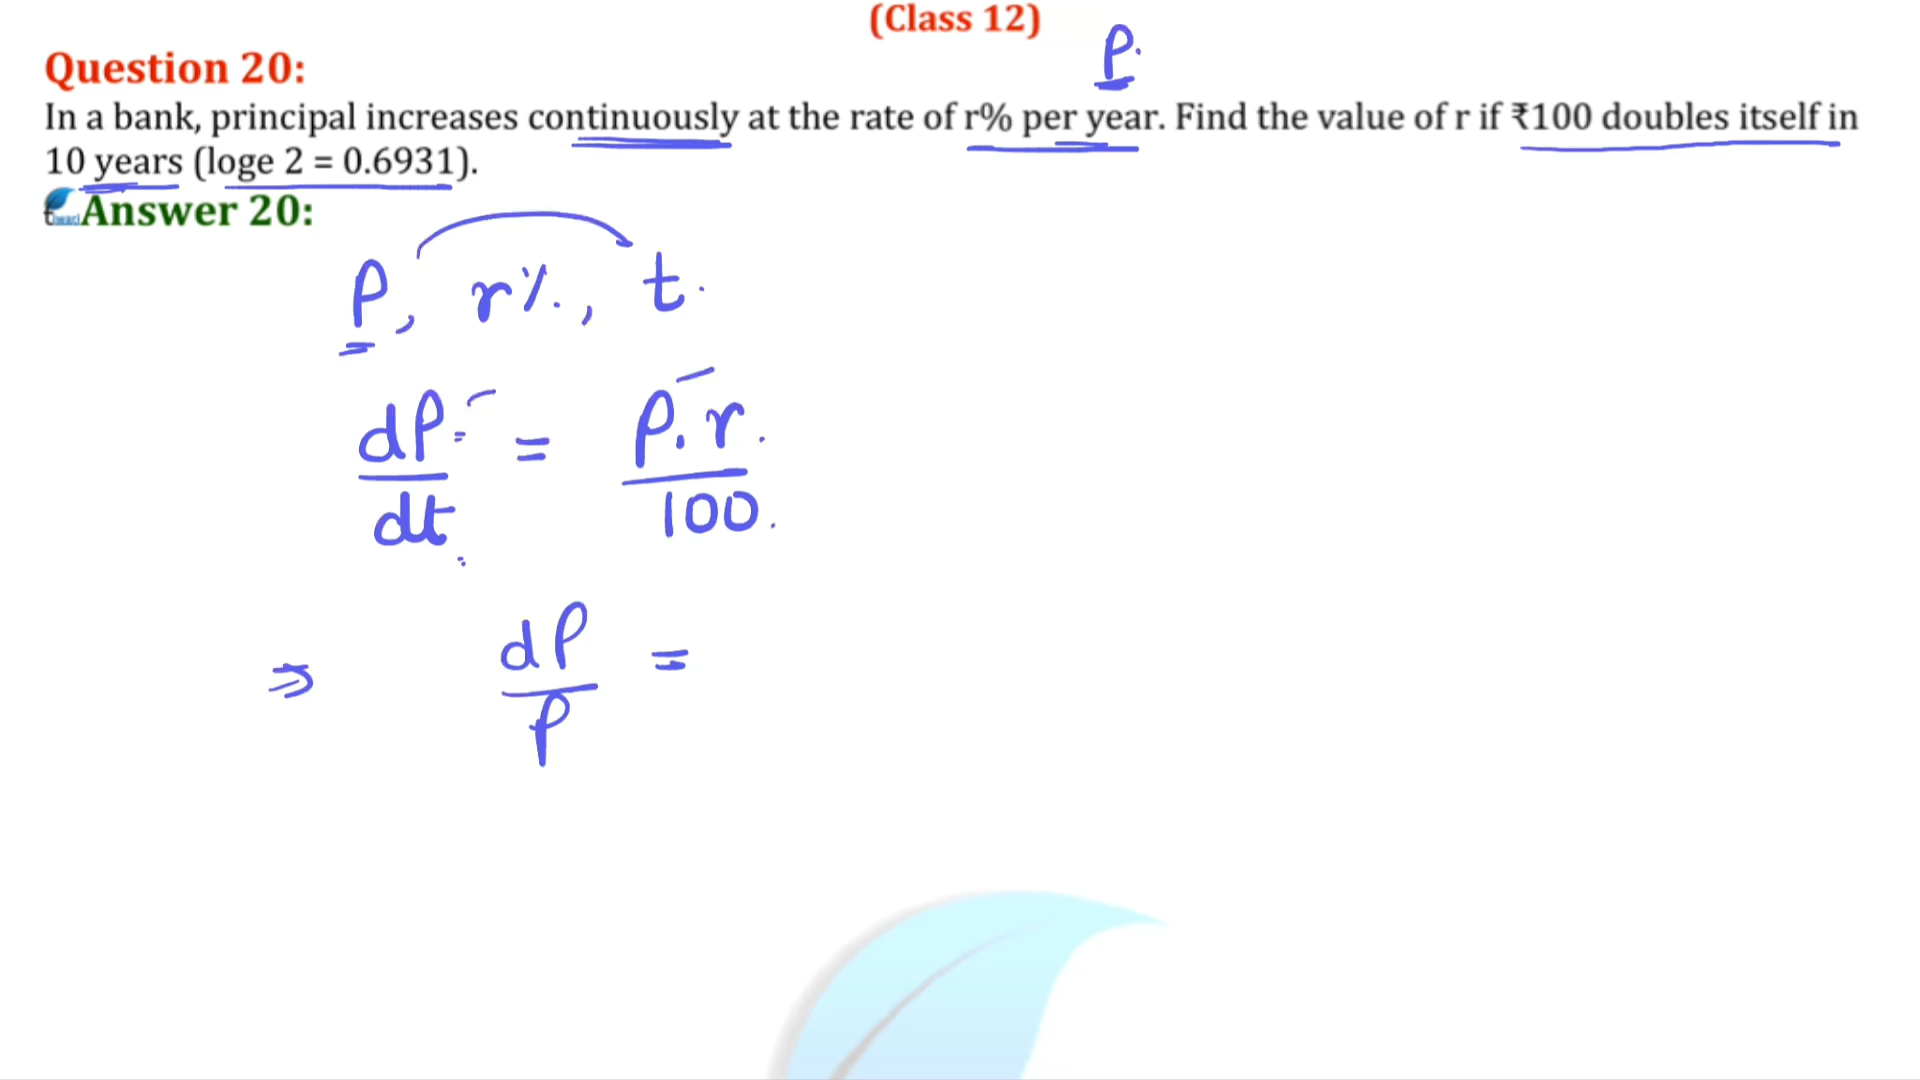 (Class 12)
P.
Question 20:
In a bank, principal increases continuously at the rate of r% per year. Find the value of r if ₹100 doubles itself in
10 years (loge 2 = 0.6931).
Answer 20:
P, r%, t.
dP/dt = P.r./100.
⇒ dP/P =